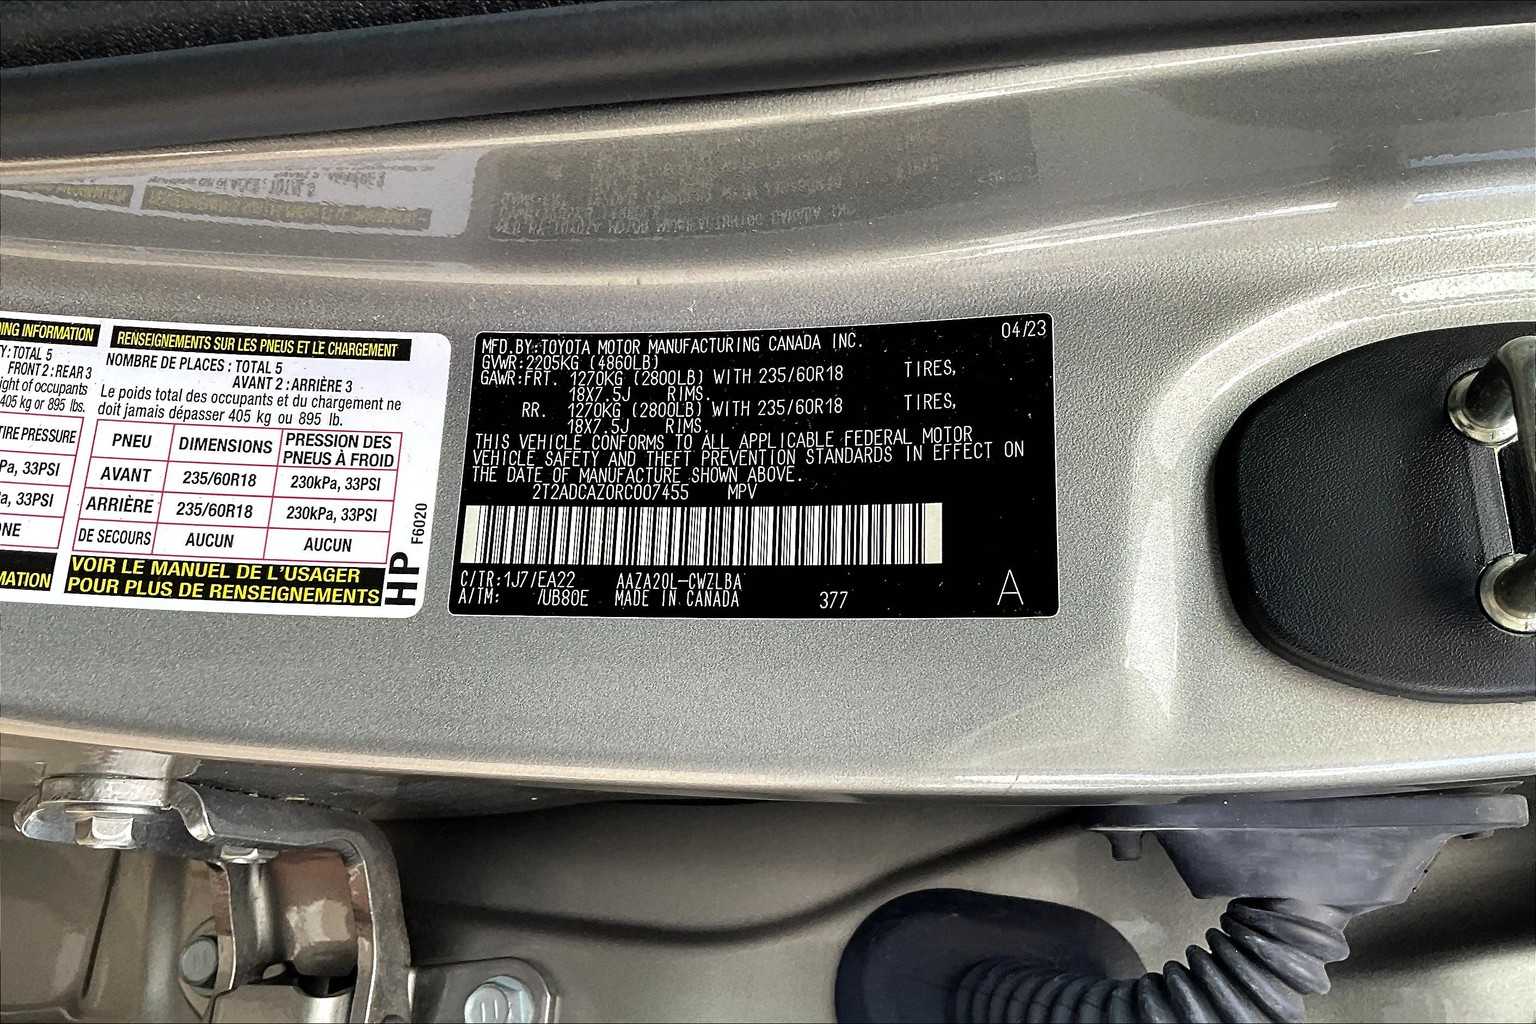 ING INFORMATION
Y: TOTAL 5
FRONT 2 : REAR 3
ight of occupants
405 kg or 895 lbs.
TIRE PRESSURE
Pa, 33PSI
a, 33PSI
ONE
MATION
RENSEIGNEMENTS SUR LES PNEUS ET LE CHARGEMENT
NOMBRE DE PLACES : TOTAL 5
AVANT 2 : ARRIÈRE 3
Le poids total des occupants et du chargement ne
doit jamais dépasser 405 kg ou 895 lb.
PNEU DIMENSIONS PRESSION DES PNEUS À FROID
AVANT 235/60R18 230kPa, 33PSI
ARRIÈRE 235/60R18 230kPa, 33PSI
DE SECOURS AUCUN AUCUN
VOIR LE MANUEL DE L'USAGER
POUR PLUS DE RENSEIGNEMENTS
HP F6020
MFD. BY: TOYOTA MOTOR MANUFACTURING CANADA INC. 04/23
GVWR: 2205KG (4860LB)
GAWR: FRT. 1270KG (2800LB) WITH 235/60R18 TIRES,
18X7.5J RIMS.
RR. 1270KG (2800LB) WITH 235/60R18 TIRES,
18X7.5J RIMS.
THIS VEHICLE CONFORMS TO ALL APPLICABLE FEDERAL MOTOR
VEHICLE SAFETY AND THEFT PREVENTION STANDARDS IN EFFECT ON
THE DATE OF MANUFACTURE SHOWN ABOVE.
2T2ADCAZ0RC007455 MPV
C/TR: 1J7/EA22 AAZA20L-CWZLBA
A/TM: /UB80E MADE IN CANADA 377 A